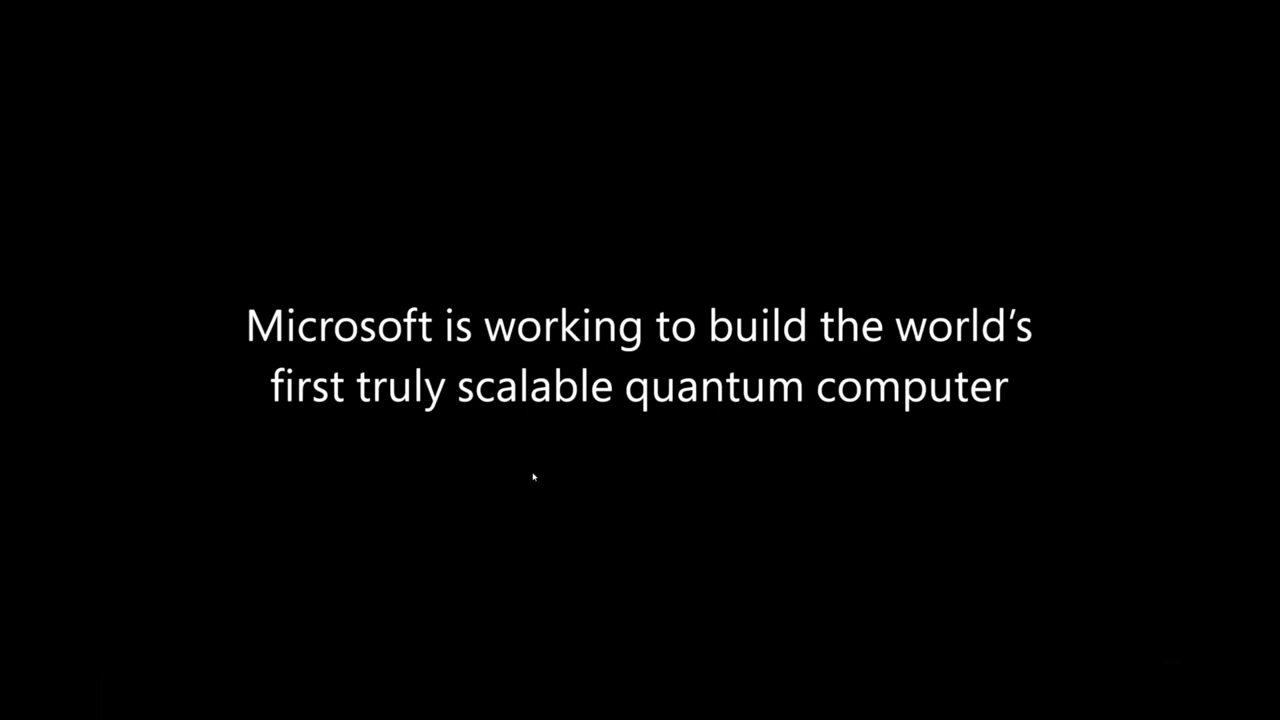 Microsoft is working to build the world’s
first truly scalable quantum computer